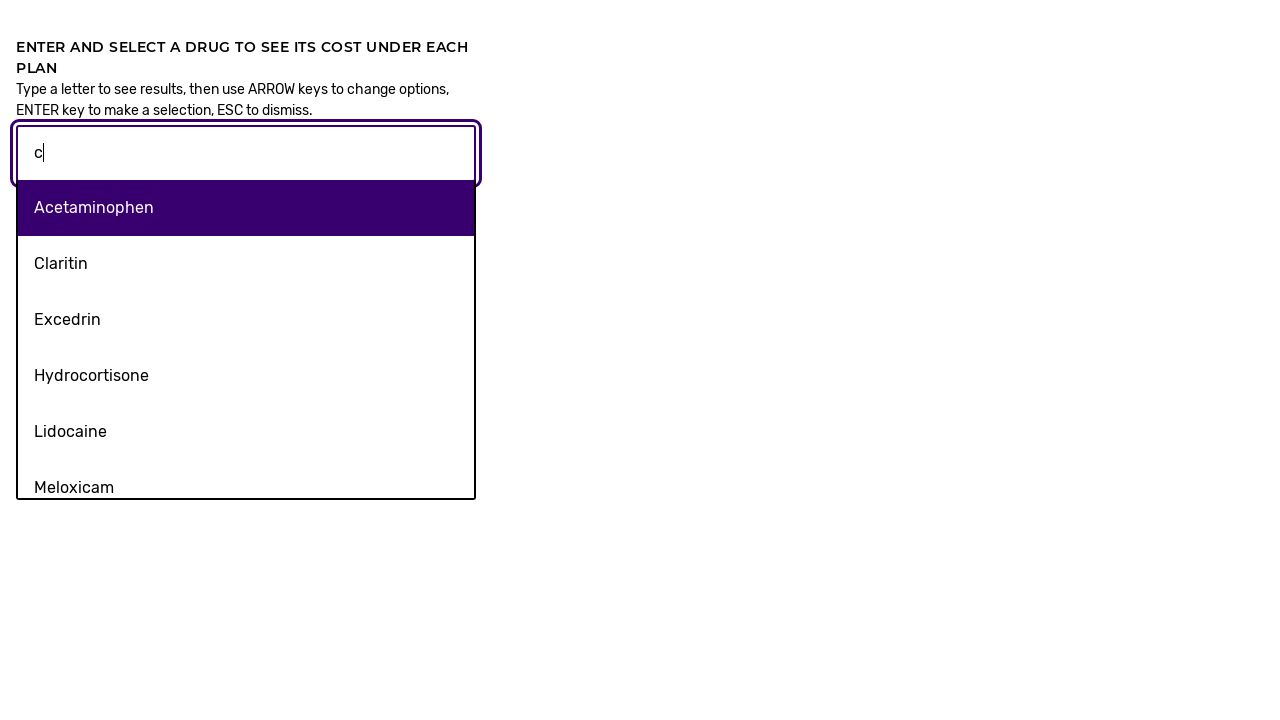 ENTER AND SELECT A DRUG TO SEE ITS COST UNDER EACH
PLAN
Type a letter to see results, then use ARROW keys to change options,
ENTER key to make a selection, ESC to dismiss.
c
Acetaminophen
Claritin
Excedrin
Hydrocortisone
Lidocaine
Meloxicam